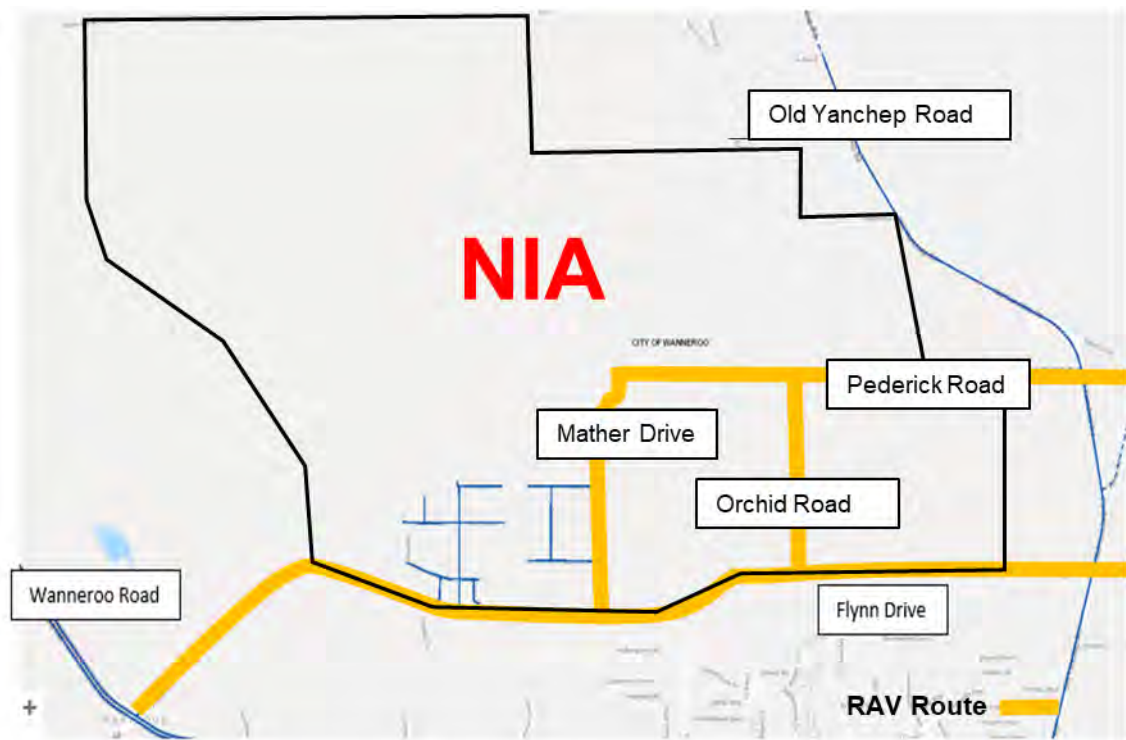 Old Yanchep Road
NIA
CITY OF WANNEROO
Pederick Road
Mather Drive
Orchid Road
Wanneroo Road
Flynn Drive
RAV Route